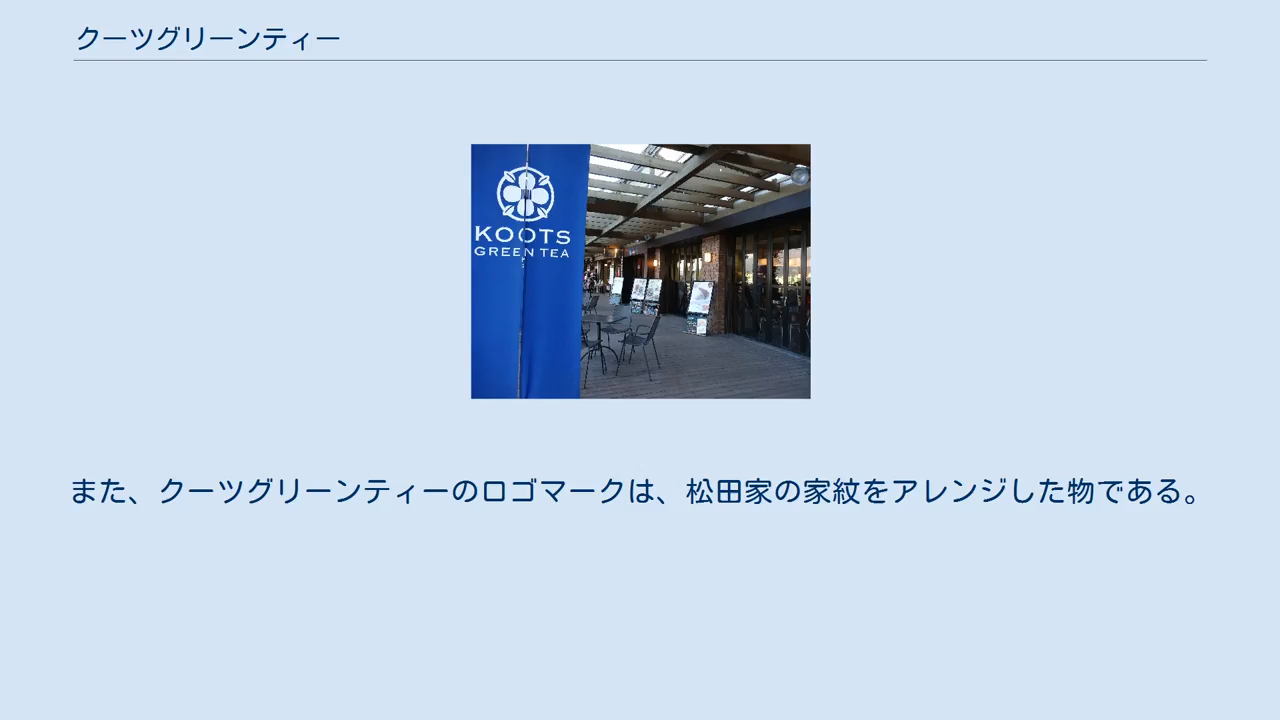 クーツグリーンティー
KOOTS
GREEN TEA
また、クーツグリーンティーのロゴマークは、松田家の家紋をアレンジした物である。